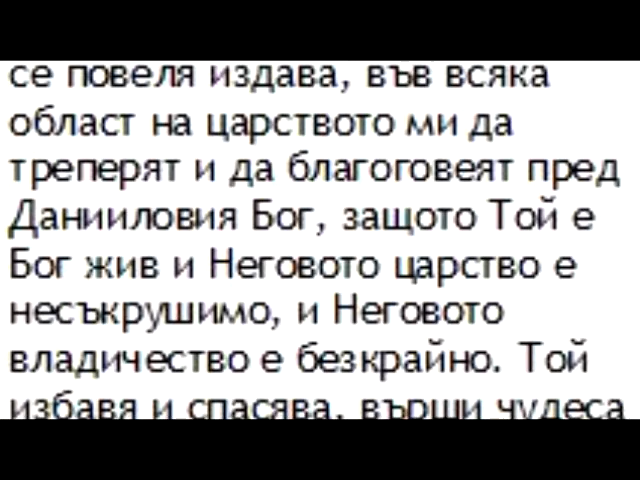 се повеля издава, във всяка
област на царството ми да
треперят и да благоговеят пред
Данииловия Бог, защото Той е
Бог жив и Неговото царство е
несъкрушимо, и Неговото
владичество е безкрайно. Той
избавя и спасява, върши чудеса